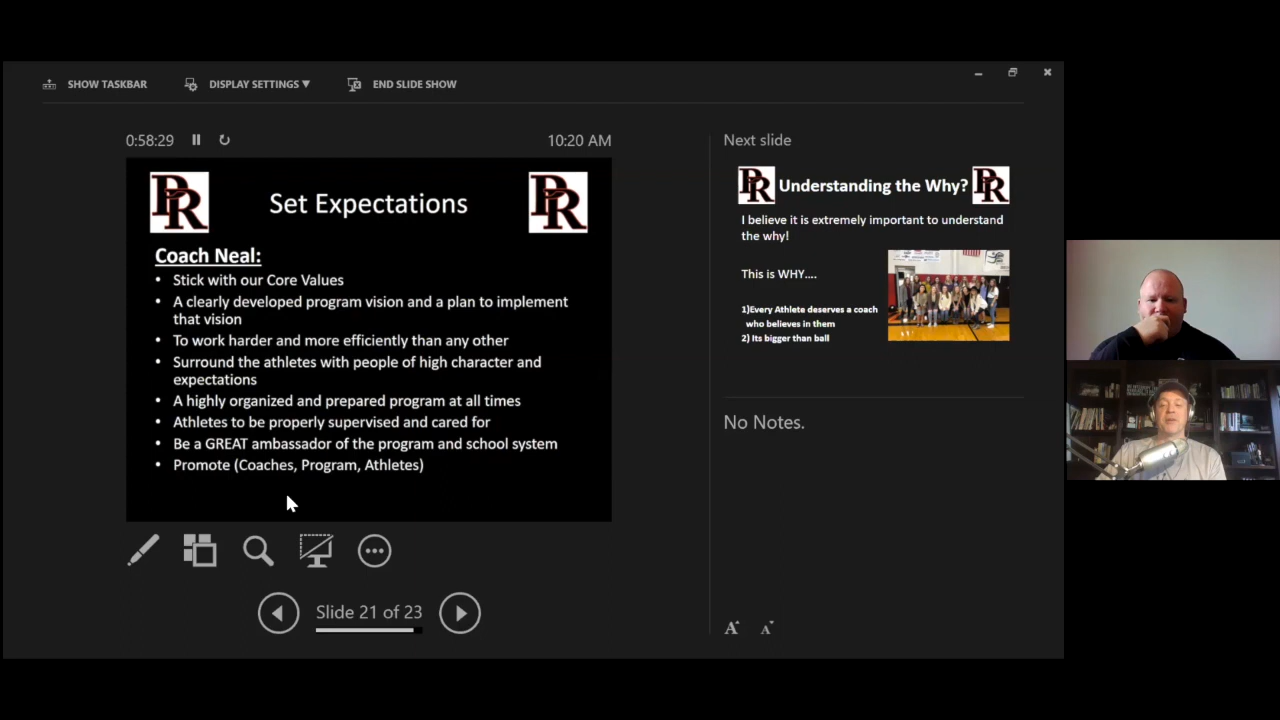 SHOW TASKBAR
DISPLAY SETTINGS ▼
END SLIDE SHOW
0:58:29
10:20 AM
PR
Set Expectations
PR
Coach Neal:
• Stick with our Core Values
• A clearly developed program vision and a plan to implement
that vision
• To work harder and more efficiently than any other
• Surround the athletes with people of high character and
expectations
• A highly organized and prepared program at all times
• Athletes to be properly supervised and cared for
• Be a GREAT ambassador of the program and school system
• Promote (Coaches, Program, Athletes)
Slide 21 of 23
Next slide
PR
Understanding the Why?
PR
I believe it is extremely important to understand
the why!
This is WHY....
1)Every Athlete deserves a coach
who believes in them
2) Its bigger than ball
No Notes.
A A